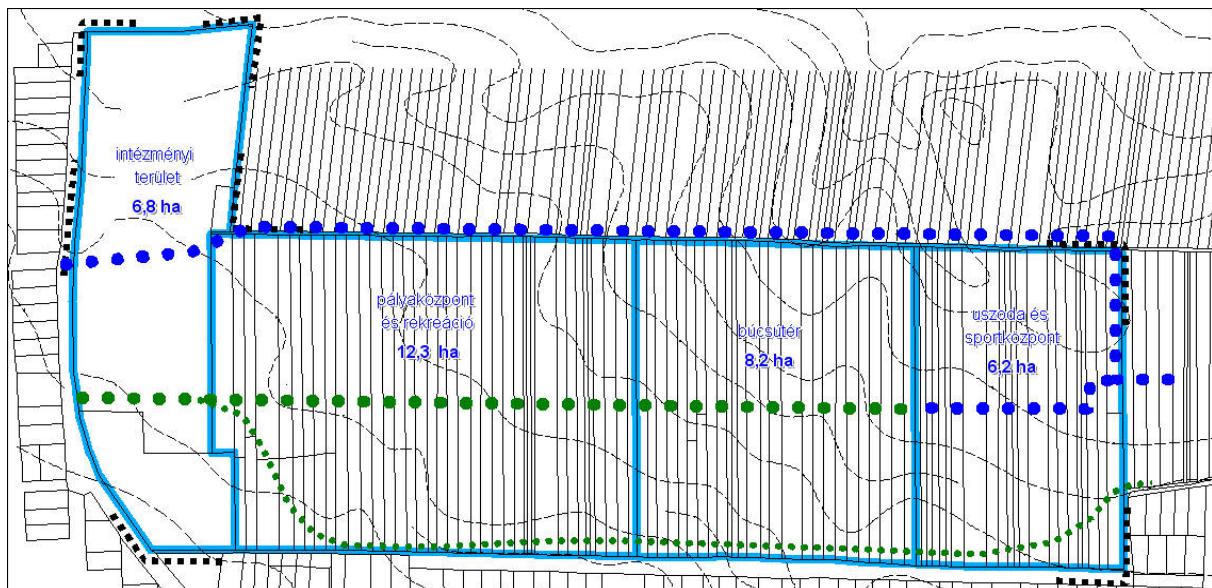 intézményi
terület
6,8 ha
pályaközpont
és rekreáció
12,3 ha
búcsútér
8,2 ha
uszoda és
sportközpont
6,2 ha